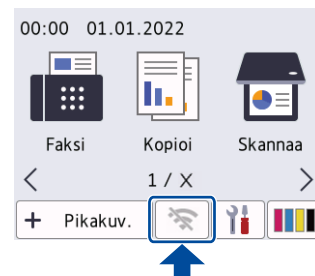 00:00 01.01.2022
Faksi Kopioi Skannaa
< 1 / X >
+ Pikakuv.